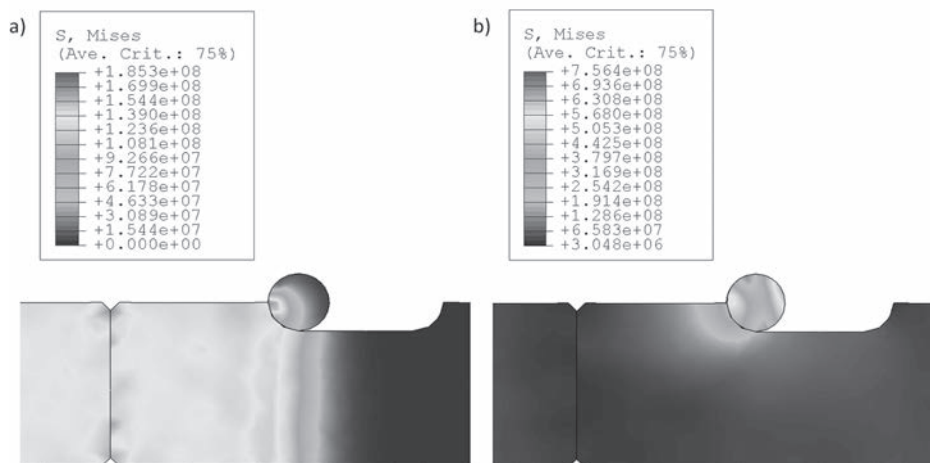 a)
S, Mises
(Ave. Crit.: 75%)
+1.853e+08
+1.699e+08
+1.544e+08
+1.390e+08
+1.236e+08
+1.081e+08
+9.266e+07
+7.722e+07
+6.178e+07
+4.633e+07
+3.089e+07
+1.544e+07
+0.000e+00
b)
S, Mises
(Ave. Crit.: 75%)
+7.564e+08
+6.936e+08
+6.308e+08
+5.680e+08
+5.053e+08
+4.425e+08
+3.797e+08
+3.169e+08
+2.542e+08
+1.914e+08
+1.286e+08
+6.583e+07
+3.048e+06